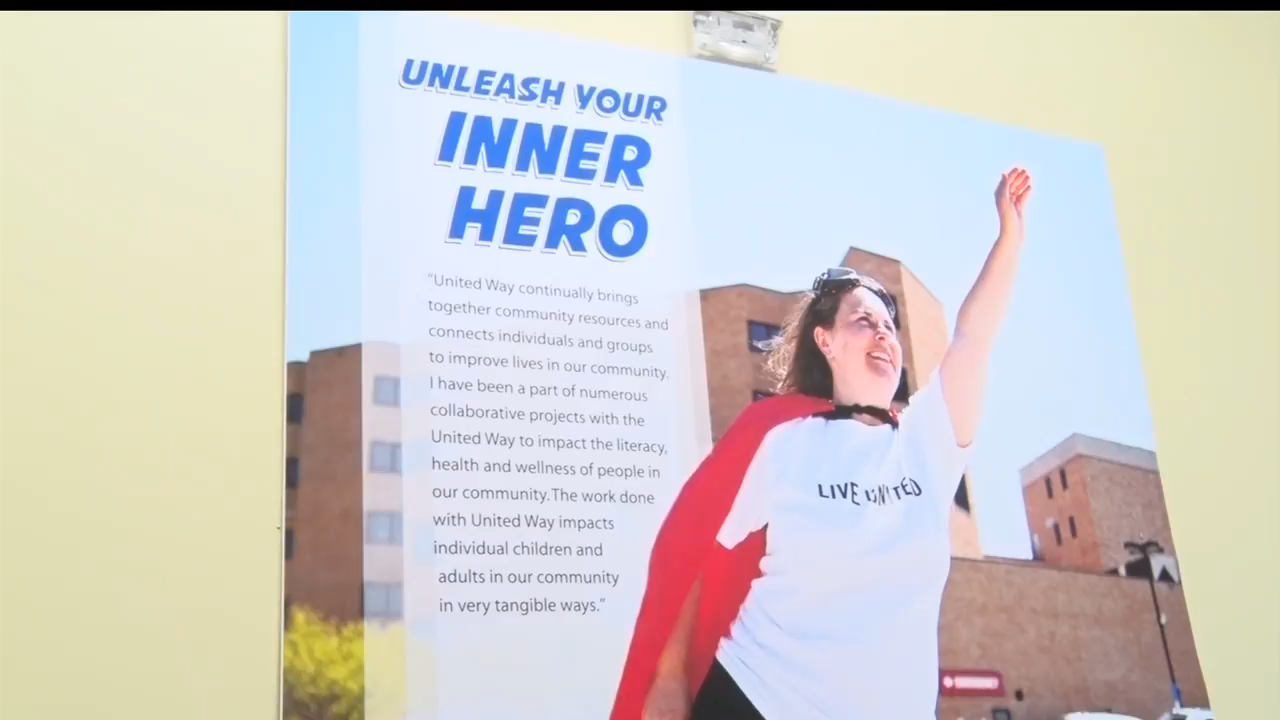 UNLEASH YOUR
INNER
HERO
“United Way continually brings
together community resources and
connects individuals and groups
to improve lives in our community.
I have been a part of numerous
collaborative projects with the
United Way to impact the literacy,
health and wellness of people in
our community.The work done
with United Way impacts
individual children and
adults in our community
in very tangible ways.”
LIVE UNITED
EMERGENCY